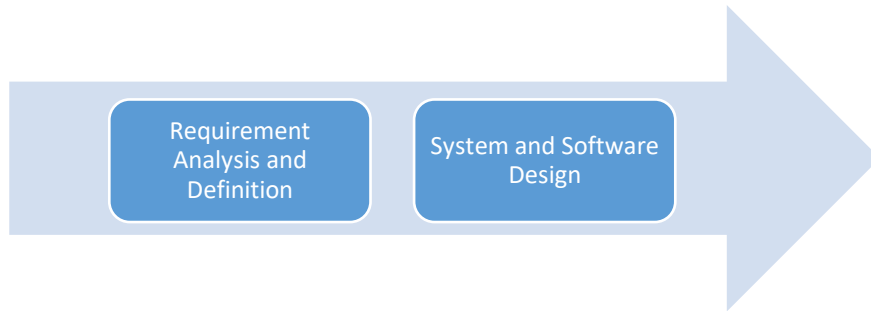 Requirement
Analysis and
Definition
System and Software
Design